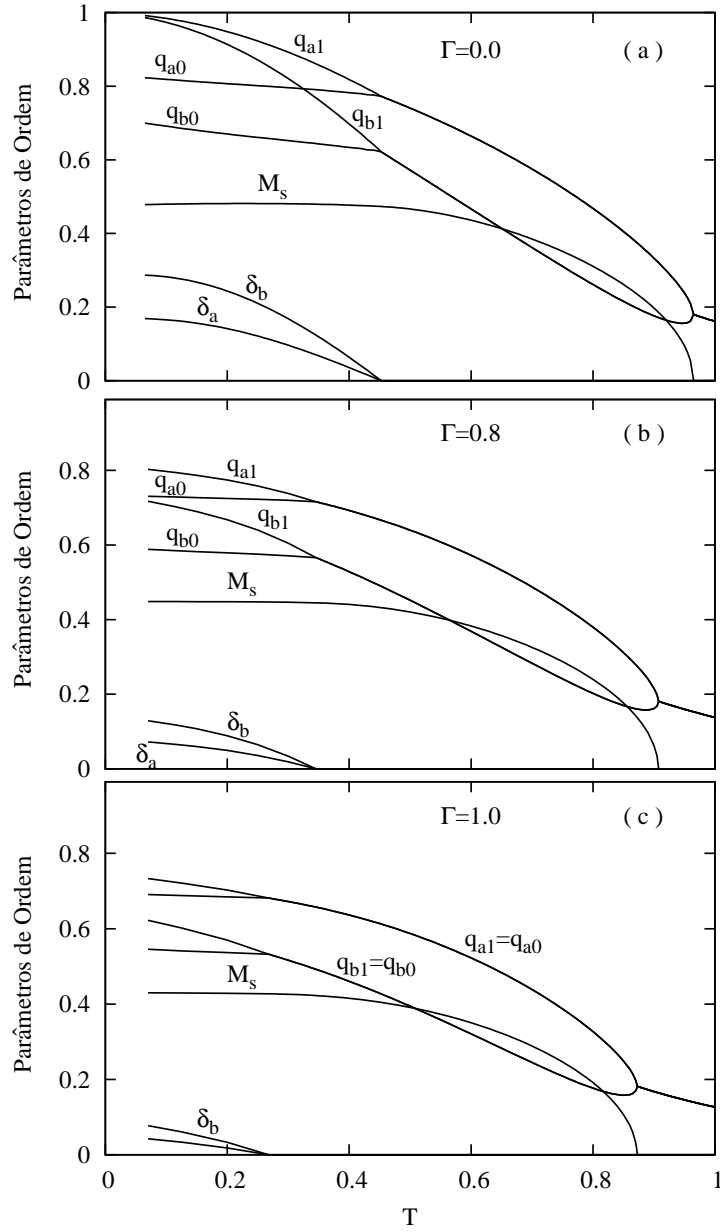 1
Γ=0.0
( a )
q_a1
q_a0
0.8
q_b1
q_b0
0.6
M_s
0.4
δ_b
0.2
δ_a
0
Parâmetros de Ordem
Γ=0.8
( b )
0.8
q_a1
q_a0
q_b1
0.6
q_b0
M_s
0.4
0.2
δ_b
δ_a
0
Parâmetros de Ordem
Γ=1.0
( c )
0.8
q_a1=q_a0
0.6
q_b1=q_b0
M_s
0.4
0.2
δ_b
0
Parâmetros de Ordem
0 0.2 0.4 0.6 0.8 1
T